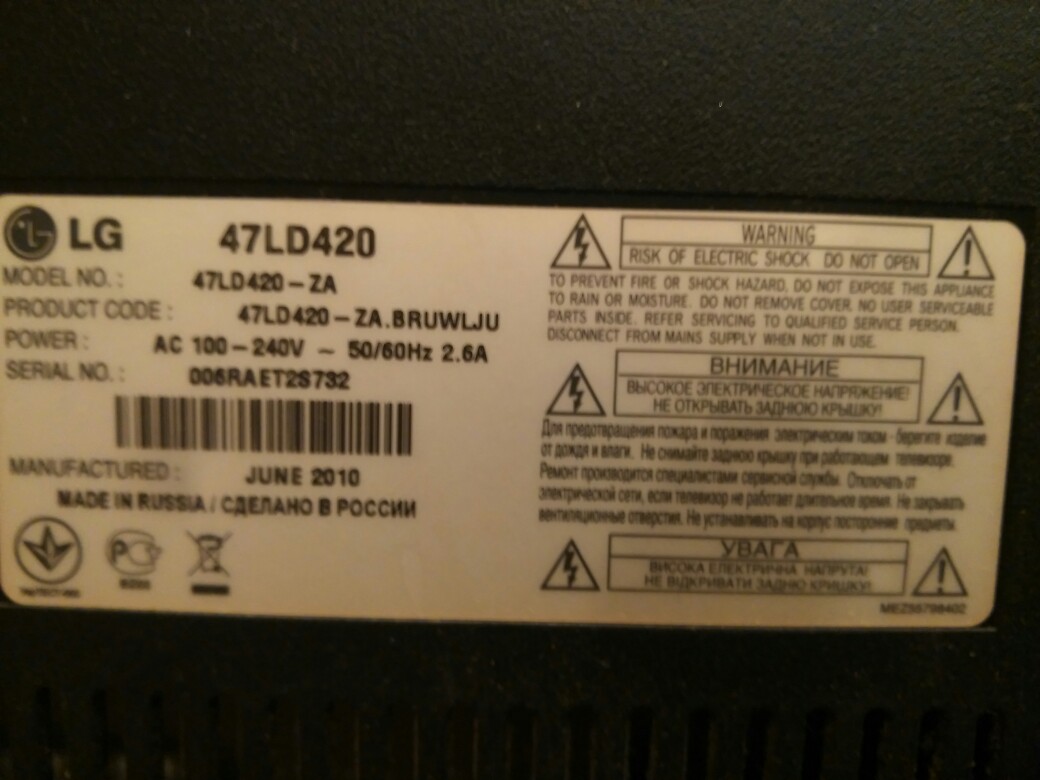 LG 47LD420
MODEL NO. : 47LD420-ZA
PRODUCT CODE : 47LD420-ZA.BRUWLJU
POWER : AC 100-240V ~ 50/60Hz 2.6A
SERIAL NO. : 006RAET2S732
MANUFACTURED : JUNE 2010
MADE IN RUSSIA / СДЕЛАНО В РОССИИ
WARNING
RISK OF ELECTRIC SHOCK DO NOT OPEN
TO PREVENT FIRE OR SHOCK HAZARD, DO NOT EXPOSE THIS APPLIANCE
TO RAIN OR MOISTURE. DO NOT REMOVE COVER. NO USER SERVICEABLE
PARTS INSIDE. REFER SERVICING TO QUALIFIED SERVICE PERSON.
DISCONNECT FROM MAINS SUPPLY WHEN NOT IN USE.
ВНИМАНИЕ
ВЫСОКОЕ ЭЛЕКТРИЧЕСКОЕ НАПРЯЖЕНИЕ!
НЕ ОТКРЫВАТЬ ЗАДНЮЮ КРЫШКУ!
Для предотвращения пожара и поражения электрическим током - берегите изделие
от дождя и влаги. Не снимайте заднюю крышку при работающем телевизоре.
Ремонт производится специалистами сервисной службы. Отключать от
электрической сети, если телевизор не работает длительное время. Не закрывать
вентиляционные отверстия. Не устанавливать на корпус посторонние предметы.
УВАГА
ВИСОКА ЕЛЕКТРИЧНА НАПРУГА!
НЕ ВІДКРИВАТИ ЗАДНЮ КРИШКУ!